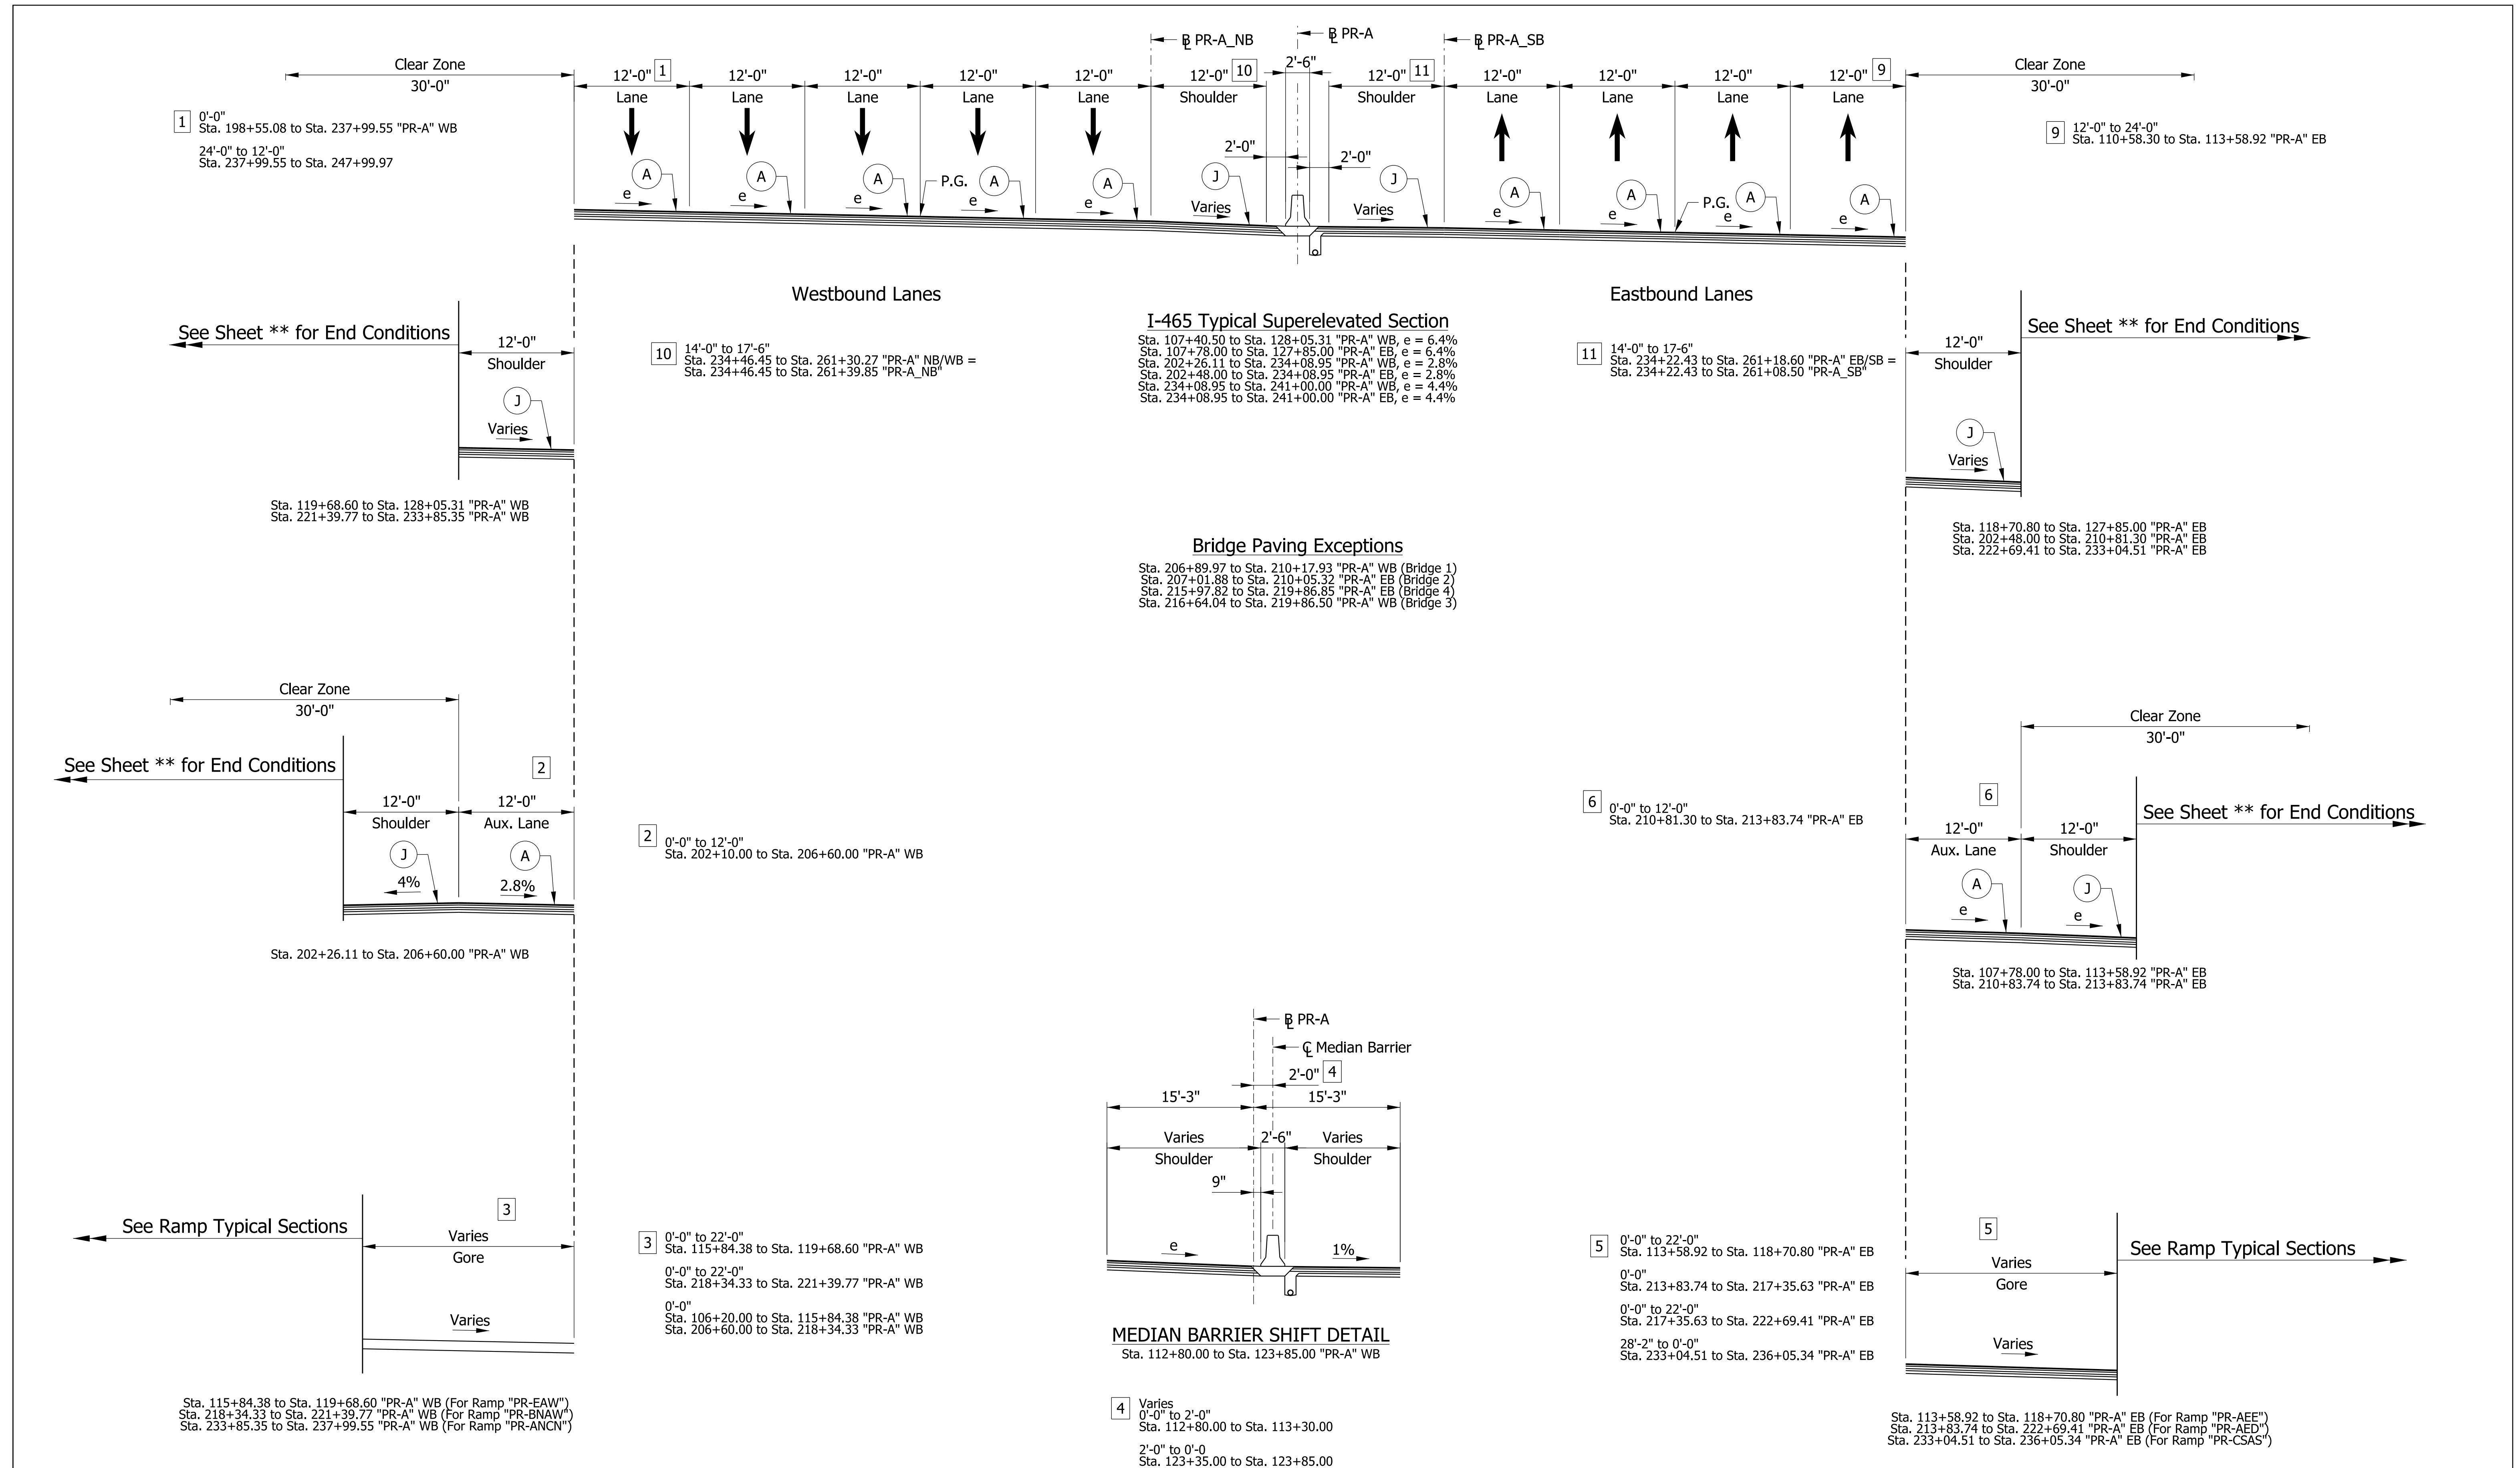 ℄ PR-A_NB
℄ PR-A
℄ PR-A_SB
Clear Zone
30'-0"
12'-0" 1
Lane
12'-0"
Lane
12'-0"
Lane
12'-0"
Lane
12'-0"
Lane
12'-0" 10
Shoulder
2'-6"
12'-0" 11
Shoulder
12'-0"
Lane
12'-0"
Lane
12'-0"
Lane
12'-0" 9
Lane
Clear Zone
30'-0"
1 0'-0"
Sta. 198+55.08 to Sta. 237+99.55 "PR-A" WB
24'-0" to 12'-0"
Sta. 237+99.55 to Sta. 247+99.97
9 12'-0" to 24'-0"
Sta. 110+58.30 to Sta. 113+58.92 "PR-A" EB
2'-0"
2'-0"
A
e
A
e
A
e
P.G.
A
e
A
e
J
Varies
J
Varies
A
e
A
e
P.G.
A
e
A
e
Westbound Lanes
Eastbound Lanes
I-465 Typical Superelevated Section
Sta. 107+40.50 to Sta. 128+05.31 "PR-A" WB, e = 6.4%
Sta. 107+78.00 to Sta. 127+85.00 "PR-A" EB, e = 6.4%
Sta. 202+26.11 to Sta. 234+08.95 "PR-A" WB, e = 2.8%
Sta. 202+48.00 to Sta. 234+08.95 "PR-A" EB, e = 2.8%
Sta. 234+08.95 to Sta. 241+00.00 "PR-A" WB, e = 4.4%
Sta. 234+08.95 to Sta. 241+00.00 "PR-A" EB, e = 4.4%
See Sheet ** for End Conditions
12'-0"
Shoulder
J
Varies
Sta. 119+68.60 to Sta. 128+05.31 "PR-A" WB
Sta. 221+39.77 to Sta. 233+85.35 "PR-A" WB
10 14'-0" to 17'-6"
Sta. 234+46.45 to Sta. 261+30.27 "PR-A" NB/WB =
Sta. 234+46.45 to Sta. 261+39.85 "PR-A_NB"
11 14'-0" to 17-6"
Sta. 234+22.43 to Sta. 261+18.60 "PR-A" EB/SB =
Sta. 234+22.43 to Sta. 261+08.50 "PR-A_SB"
See Sheet ** for End Conditions
12'-0"
Shoulder
J
Varies
Sta. 118+70.80 to Sta. 127+85.00 "PR-A" EB
Sta. 202+48.00 to Sta. 210+81.30 "PR-A" EB
Sta. 222+69.41 to Sta. 233+04.51 "PR-A" EB
Bridge Paving Exceptions
Sta. 206+89.97 to Sta. 210+17.93 "PR-A" WB (Bridge 1)
Sta. 207+01.88 to Sta. 210+05.32 "PR-A" EB (Bridge 2)
Sta. 215+97.82 to Sta. 219+86.85 "PR-A" EB (Bridge 4)
Sta. 216+64.04 to Sta. 219+86.50 "PR-A" WB (Bridge 3)
Clear Zone
30'-0"
See Sheet ** for End Conditions
2
12'-0"
Shoulder
12'-0"
Aux. Lane
J
A
4%
2.8%
Sta. 202+26.11 to Sta. 206+60.00 "PR-A" WB
2 0'-0" to 12'-0"
Sta. 202+10.00 to Sta. 206+60.00 "PR-A" WB
6 0'-0" to 12'-0"
Sta. 210+81.30 to Sta. 213+83.74 "PR-A" EB
Clear Zone
30'-0"
6
See Sheet ** for End Conditions
12'-0"
Aux. Lane
12'-0"
Shoulder
A
J
e
e
Sta. 107+78.00 to Sta. 113+58.92 "PR-A" EB
Sta. 210+83.74 to Sta. 213+83.74 "PR-A" EB
℄ PR-A
℄ Median Barrier
2'-0" 4
15'-3"
15'-3"
Varies
Shoulder
2'-6"
Varies
Shoulder
9"
e
1%
MEDIAN BARRIER SHIFT DETAIL
Sta. 112+80.00 to Sta. 123+85.00 "PR-A" WB
4 Varies
0'-0" to 2'-0"
Sta. 112+80.00 to Sta. 113+30.00
2'-0" to 0'-0
Sta. 123+35.00 to Sta. 123+85.00
See Ramp Typical Sections
3
Varies
Gore
Varies
Sta. 115+84.38 to Sta. 119+68.60 "PR-A" WB (For Ramp "PR-EAW")
Sta. 218+34.33 to Sta. 221+39.77 "PR-A" WB (For Ramp "PR-BNAW")
Sta. 233+85.35 to Sta. 237+99.55 "PR-A" WB (For Ramp "PR-ANCN")
3 0'-0" to 22'-0"
Sta. 115+84.38 to Sta. 119+68.60 "PR-A" WB
0'-0" to 22'-0"
Sta. 218+34.33 to Sta. 221+39.77 "PR-A" WB
0'-0"
Sta. 106+20.00 to Sta. 115+84.38 "PR-A" WB
Sta. 206+60.00 to Sta. 218+34.33 "PR-A" WB
5 0'-0" to 22'-0"
Sta. 113+58.92 to Sta. 118+70.80 "PR-A" EB
0'-0"
Sta. 213+83.74 to Sta. 217+35.63 "PR-A" EB
0'-0" to 22'-0"
Sta. 217+35.63 to Sta. 222+69.41 "PR-A" EB
28'-2" to 0'-0"
Sta. 233+04.51 to Sta. 236+05.34 "PR-A" EB
5
See Ramp Typical Sections
Varies
Gore
Varies
Sta. 113+58.92 to Sta. 118+70.80 "PR-A" EB (For Ramp "PR-AEE")
Sta. 213+83.74 to Sta. 222+69.41 "PR-A" EB (For Ramp "PR-AED")
Sta. 233+04.51 to Sta. 236+05.34 "PR-A" EB (For Ramp "PR-CSAS")